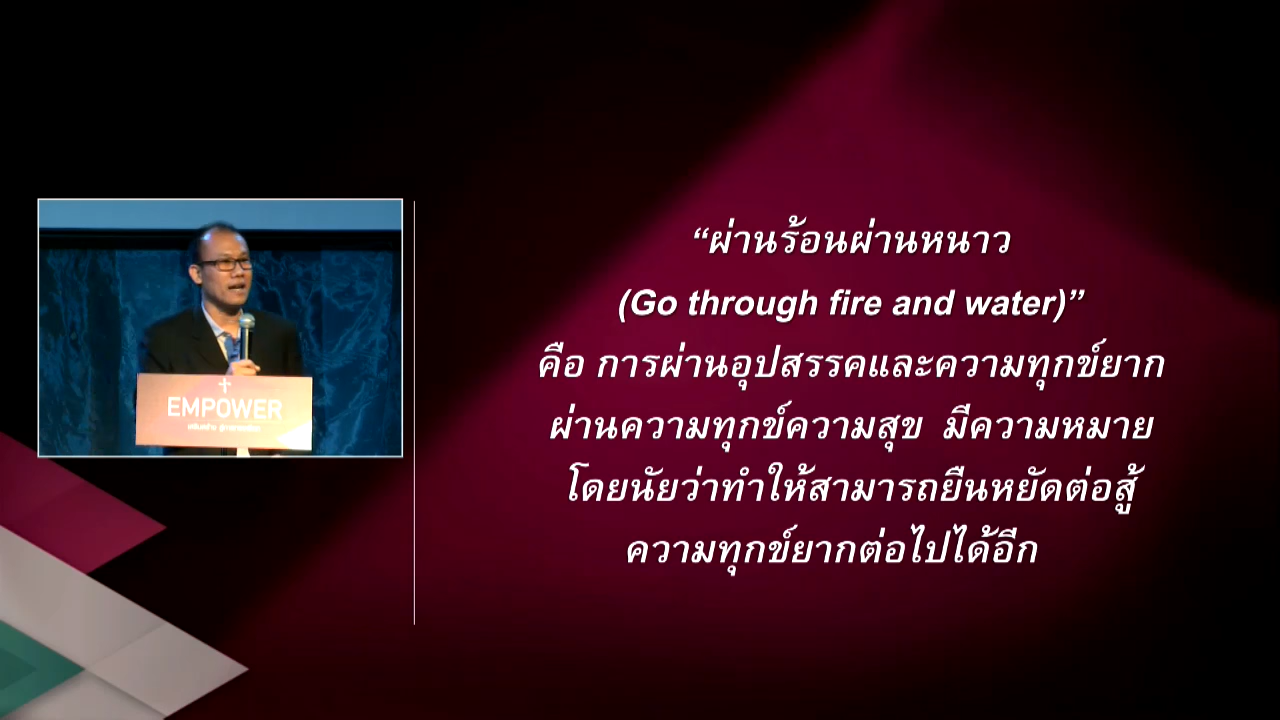 “ผ่านร้อนผ่านหนาว
(Go through fire and water)”
คือ การผ่านอุปสรรคและความทุกข์ยาก
ผ่านความทุกข์ความสุข มีความหมาย
โดยนัยว่าทำให้สามารถยืนหยัดต่อสู้
ความทุกข์ยากต่อไปได้อีก
EMPOWER